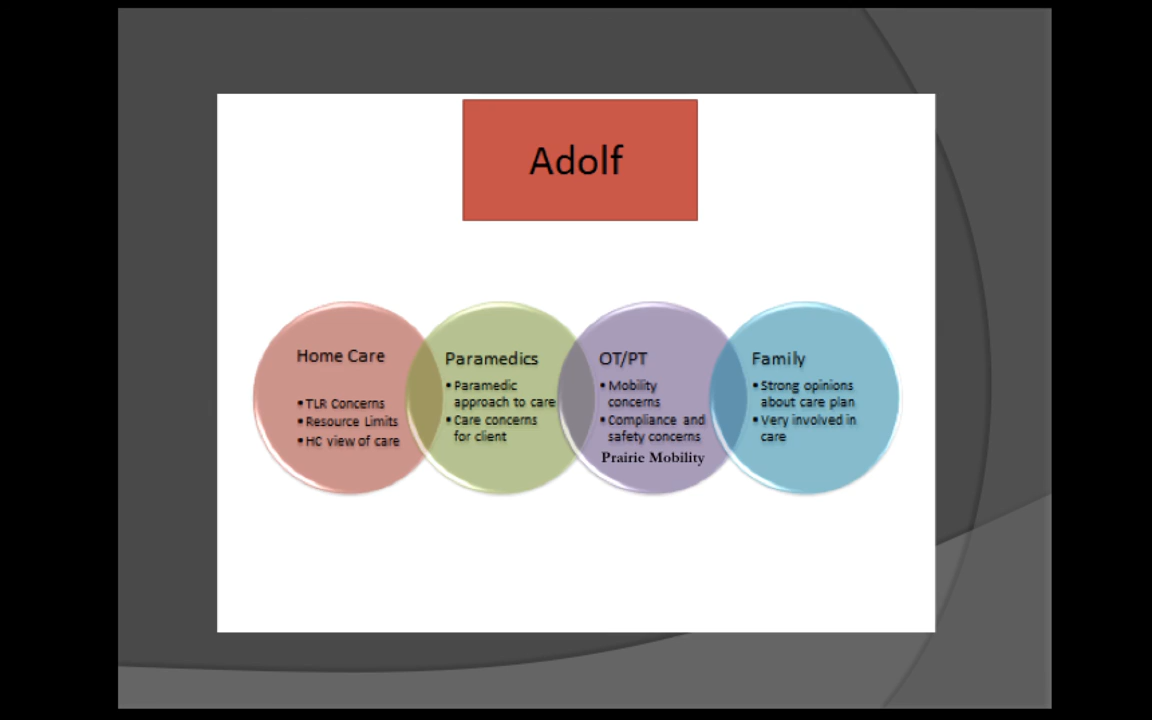 Adolf
Home Care
• TLR Concerns
• Resource Limits
• HC view of care
Paramedics
• Paramedic
approach to care
• Care concerns
for client
OT/PT
• Mobility
concerns
• Compliance and
safety concerns
Prairie Mobility
Family
• Strong opinions
about care plan
• Very involved in
care